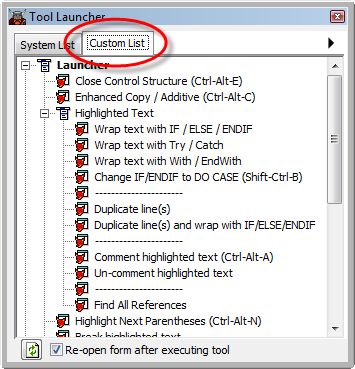 Tool Launcher
System List
Custom List
Launcher
Close Control Structure (Ctrl-Alt-E)
Enhanced Copy / Additive (Ctrl-Alt-C)
Highlighted Text
Wrap text with IF / ELSE / ENDIF
Wrap text with Try / Catch
Wrap text with With / EndWith
Change IF/ENDIF to DO CASE (Shift-Ctrl-B)
----------------------
Duplicate line(s)
Duplicate line(s) and wrap with IF/ELSE/ENDIF
----------------------
Comment highlighted text (Ctrl-Alt-A)
Un-comment highlighted text
----------------------
Find All References
Highlight Next Parentheses (Ctrl-Alt-N)
Break highlighted text
Re-open form after executing tool